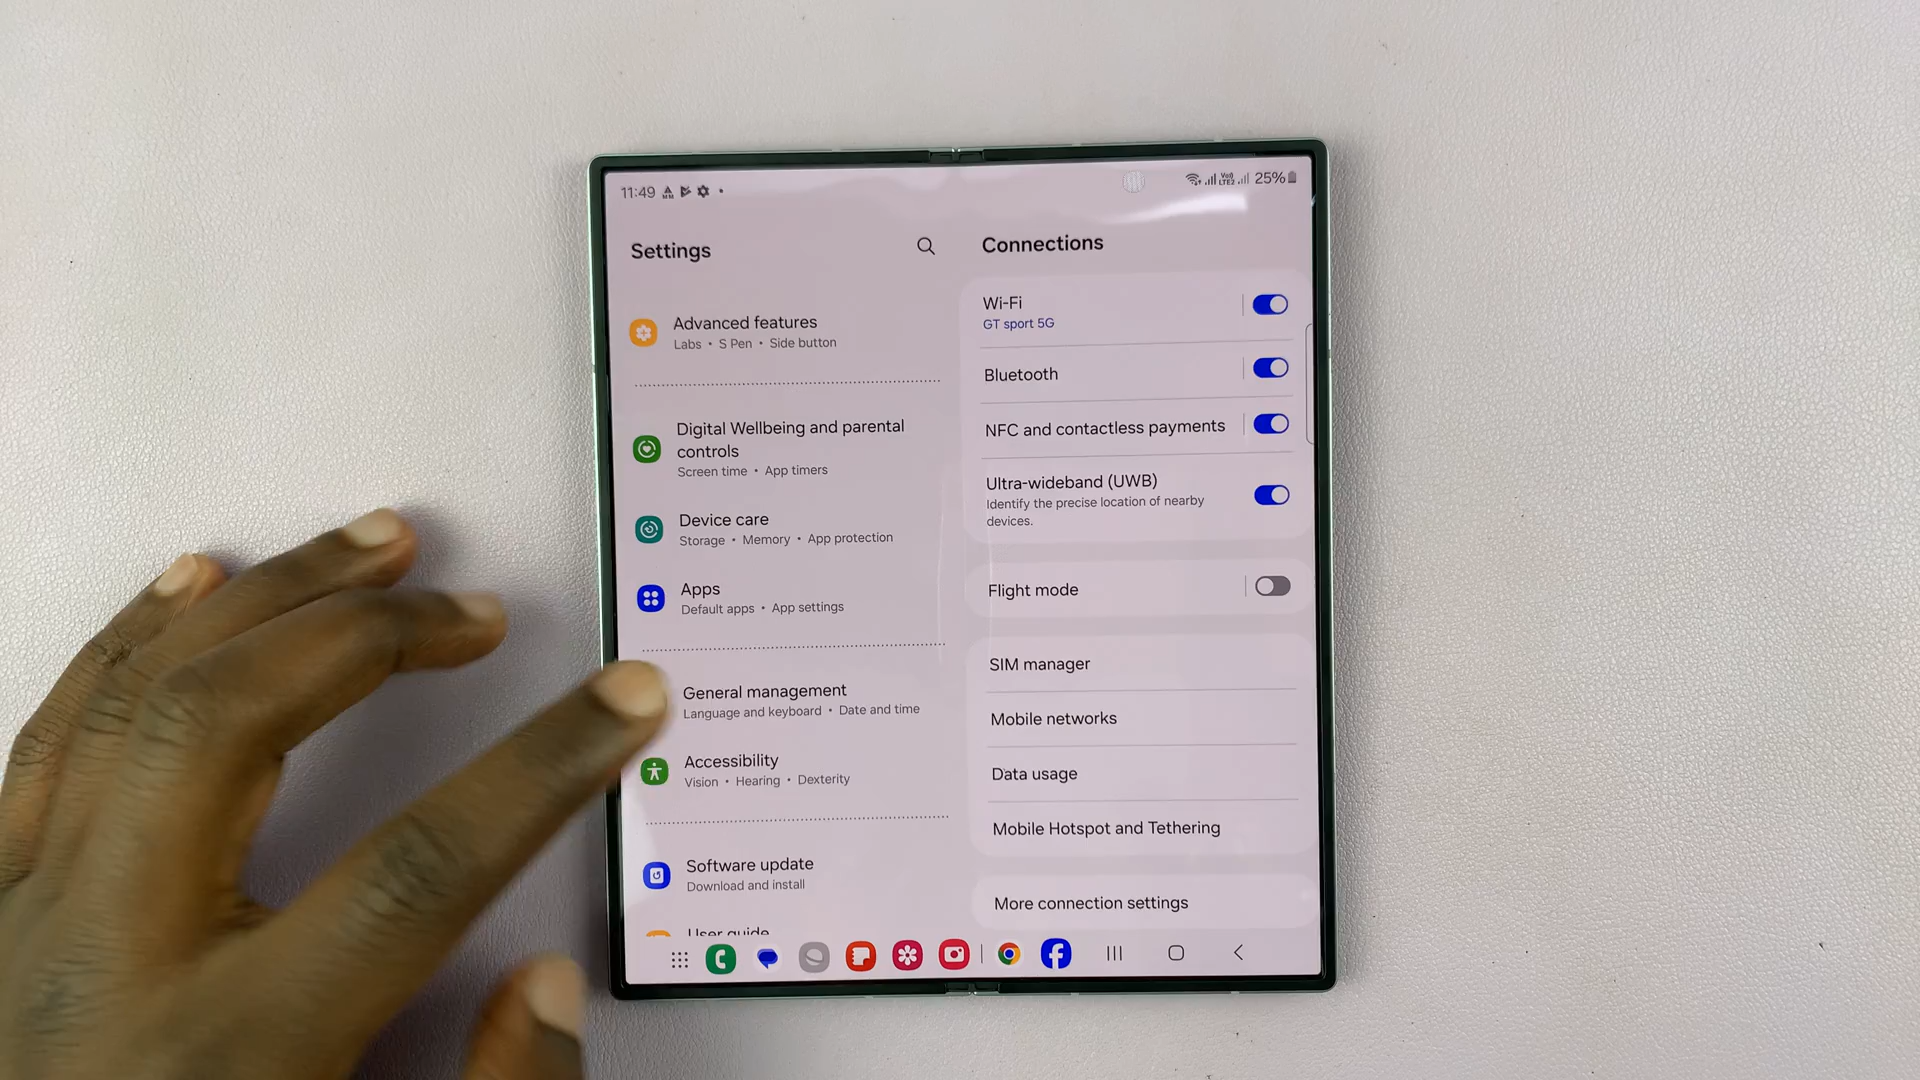 11:49
Vo))
LTE2
25%
Settings
Advanced features
Labs • S Pen • Side button
Digital Wellbeing and parental
controls
Screen time • App timers
Device care
Storage • Memory • App protection
Apps
Default apps • App settings
General management
Language and keyboard • Date and time
Accessibility
Vision • Hearing • Dexterity
Software update
Download and install
User guide
Connections
Wi-Fi
GT sport 5G
Bluetooth
NFC and contactless payments
Ultra-wideband (UWB)
Identify the precise location of nearby
devices.
Flight mode
SIM manager
Mobile networks
Data usage
Mobile Hotspot and Tethering
More connection settings